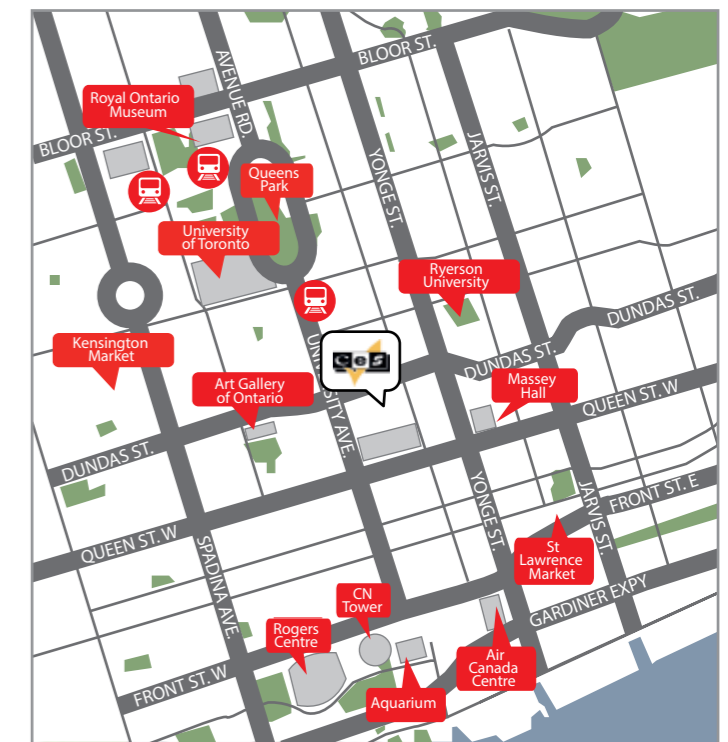 BLOOR ST.
AVENUE RD.
Royal Ontario
Museum
BLOOR ST.
YONGE ST.
JARVIS ST.
Queens
Park
University
of Toronto
Ryerson
University
DUNDAS ST.
Kensington
Market
UNIVERSITY AVE.
ces
DUNDAS ST.
Art Gallery
of Ontario
Massey
Hall
QUEEN ST. W
DUNDAS ST.
QUEEN ST. W
SPADINA AVE.
YONGE ST.
JARVIS ST.
FRONT ST. E
St
Lawrence
Market
CN
Tower
GARDINER EXPY
Rogers
Centre
Air
Canada
Centre
FRONT ST. W
Aquarium